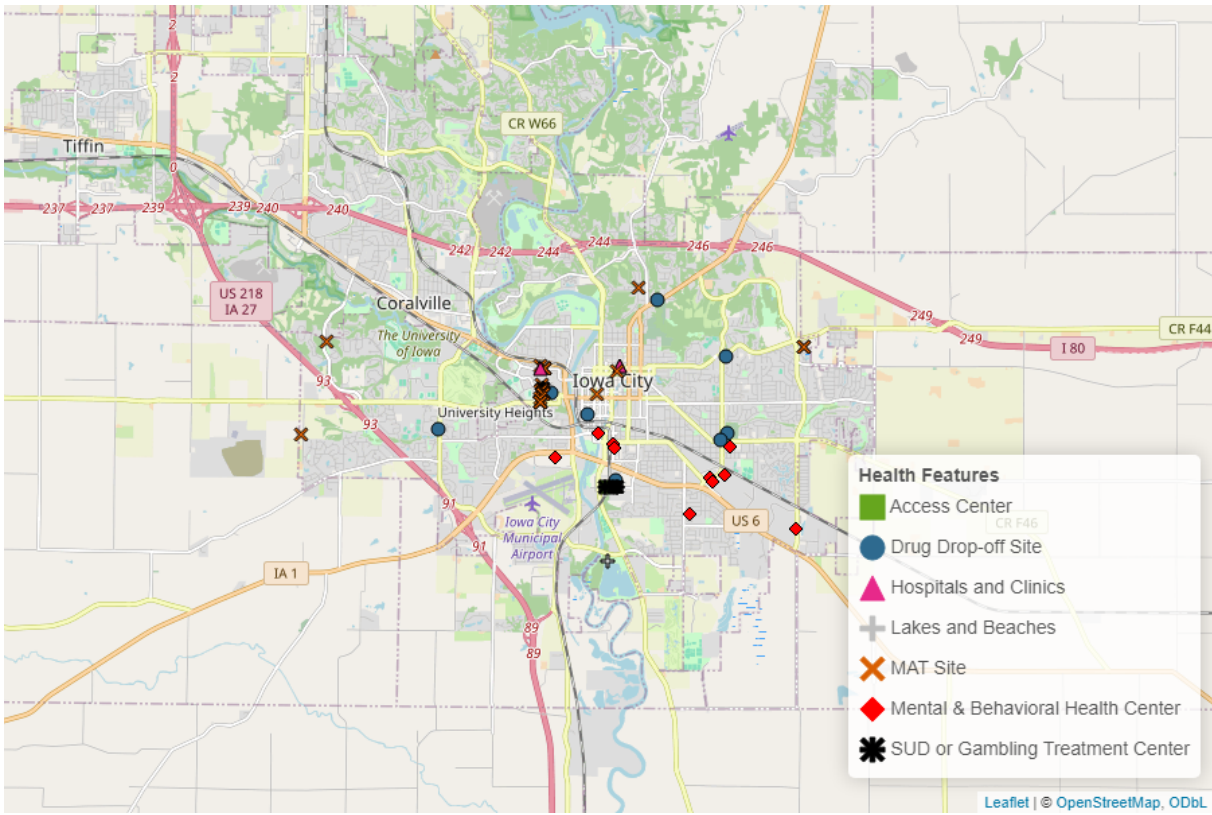 2
2
CR W66
Tiffin
0
237
237
239
239
240
240
242
242
244
244
246
246
US 218
IA 27
Coralville
The University
of Iowa
249
249
CR F44
I 80
93
93
Iowa City
University Heights
91
91
Iowa City
Municipal
Airport
US 6
IA 1
89
89
Health Features
Access Center
CR F46
Drug Drop-off Site
Hospitals and Clinics
Lakes and Beaches
MAT Site
Mental & Behavioral Health Center
SUD or Gambling Treatment Center
Leaflet | © OpenStreetMap, ODbL